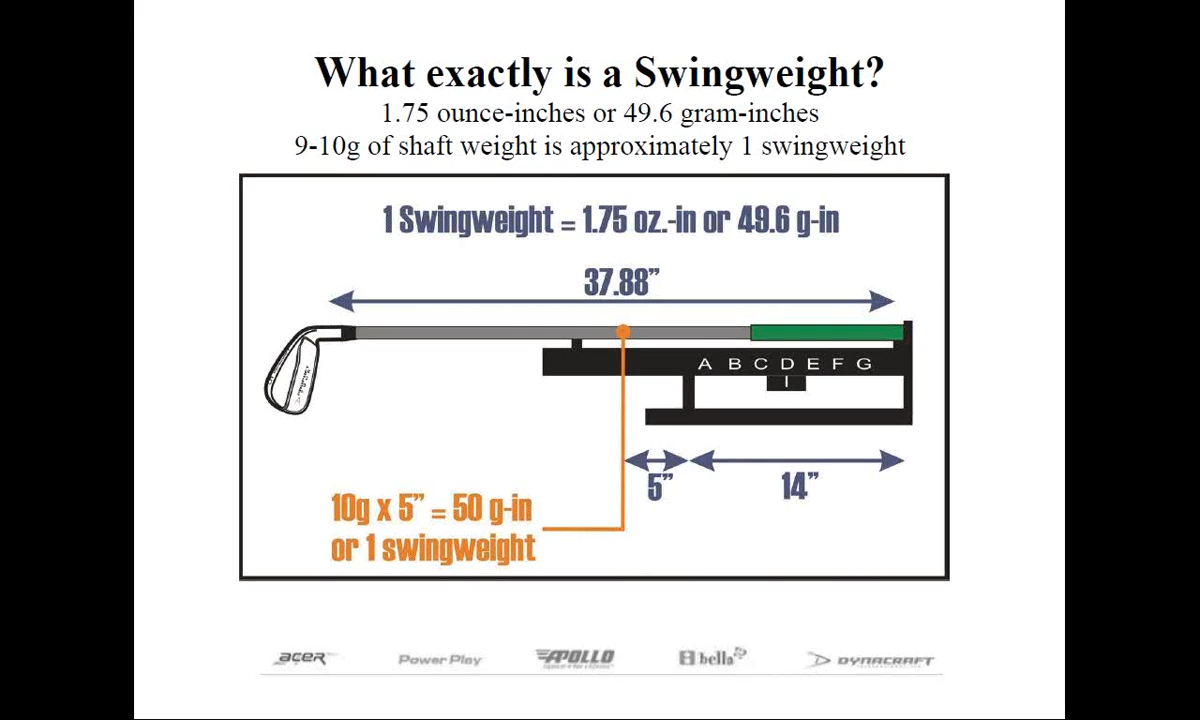 What exactly is a Swingweight?
1.75 ounce-inches or 49.6 gram-inches
9-10g of shaft weight is approximately 1 swingweight
1 Swingweight = 1.75 oz.-in or 49.6 g-in
37.88”
A B C D E F G
5”
14”
10g x 5” = 50 g-in
or 1 swingweight
acer Power Play APOLLO bella DYNACRAFT